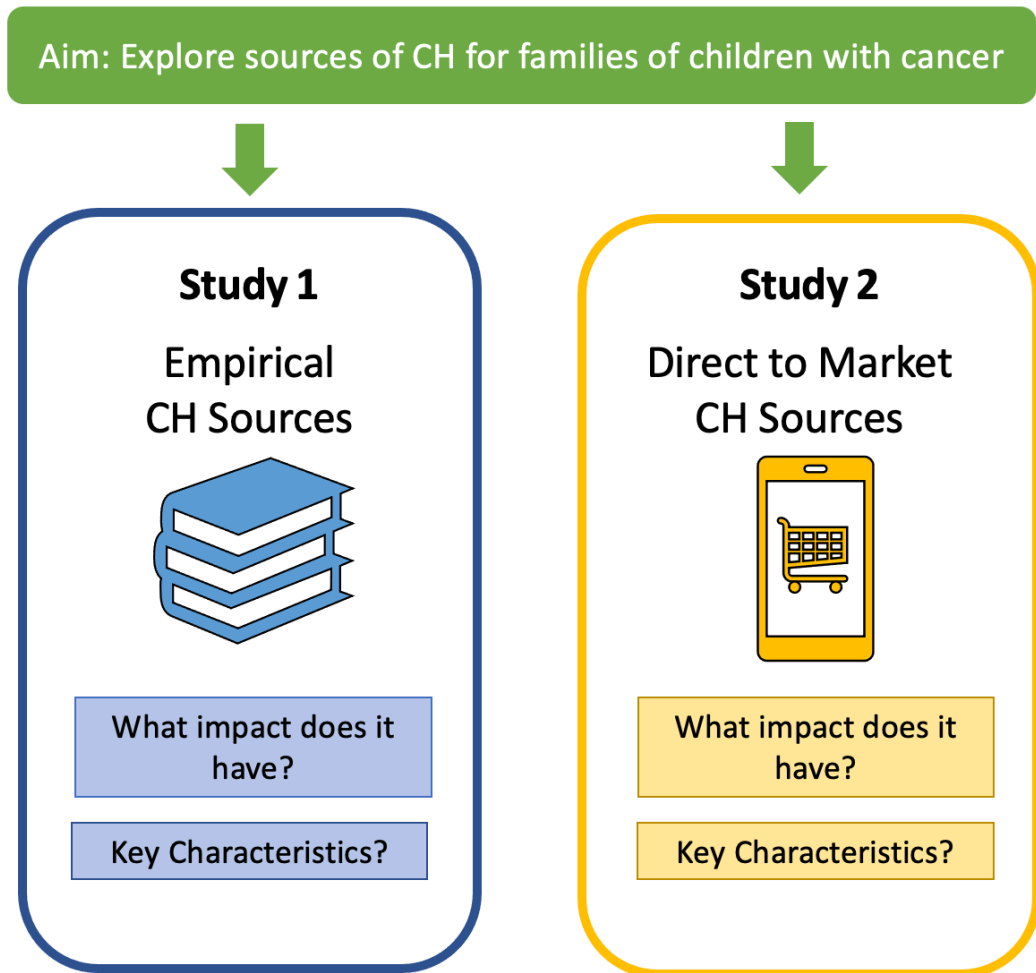 Aim: Explore sources of CH for families of children with cancer
Study 1
Empirical
CH Sources
What impact does it
have?
Key Characteristics?
Study 2
Direct to Market
CH Sources
What impact does it
have?
Key Characteristics?